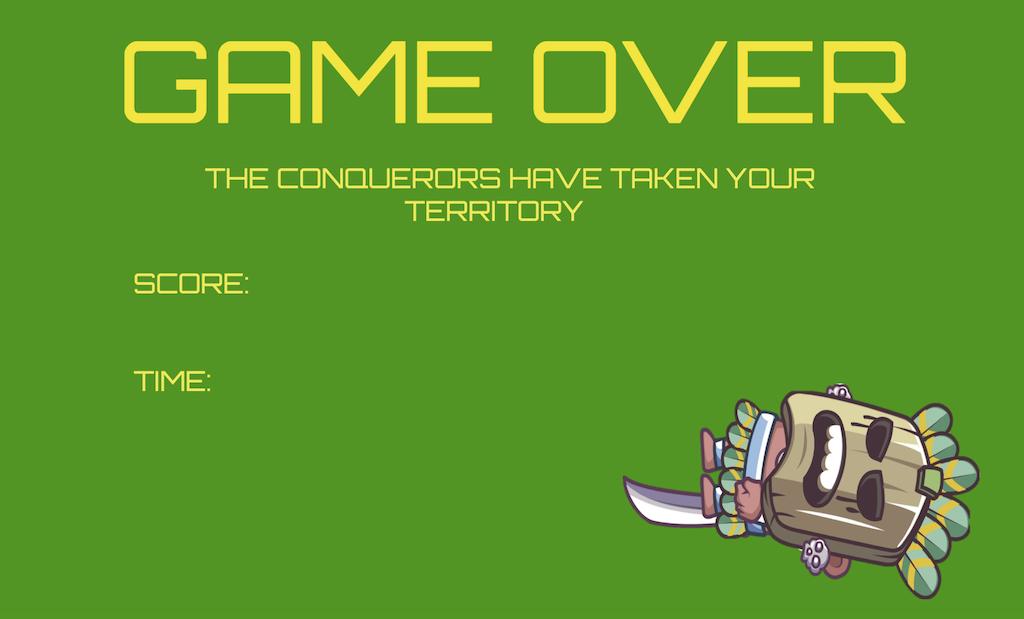 GAME OVER
THE CONQUERORS HAVE TAKEN YOUR
TERRITORY
SCORE:
TIME: